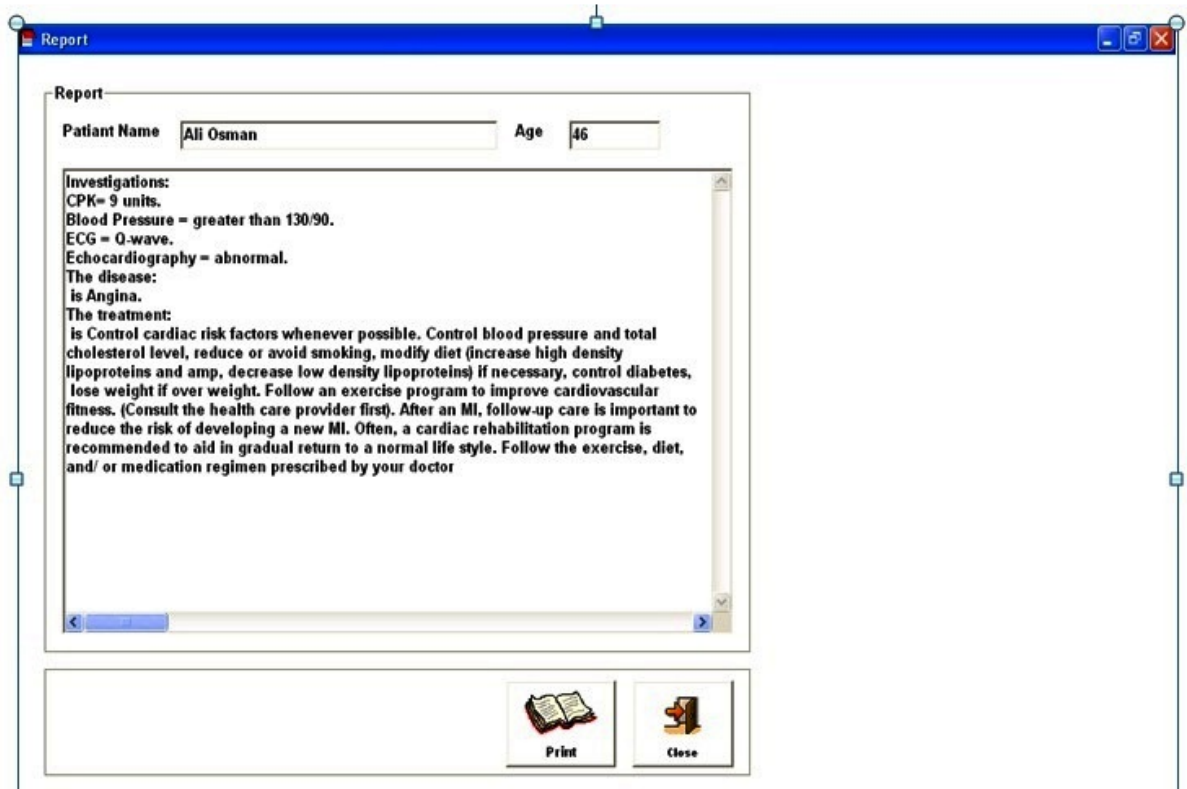 Report
Report
Patiant Name Ali Osman Age 46
Investigations:
CPK= 9 units.
Blood Pressure = greater than 130/90.
ECG = Q-wave.
Echocardiography = abnormal.
The disease:
is Angina.
The treatment:
is Control cardiac risk factors whenever possible. Control blood pressure and total
cholesterol level, reduce or avoid smoking, modify diet (increase high density
lipoproteins and amp, decrease low density lipoproteins) if necessary, control diabetes,
lose weight if over weight. Follow an exercise program to improve cardiovascular
fitness. (Consult the health care provider first). After an MI, follow-up care is important to
reduce the risk of developing a new MI. Often, a cardiac rehabilitation program is
recommended to aid in gradual return to a normal life style. Follow the exercise, diet,
and/ or medication regimen prescribed by your doctor
Print Close